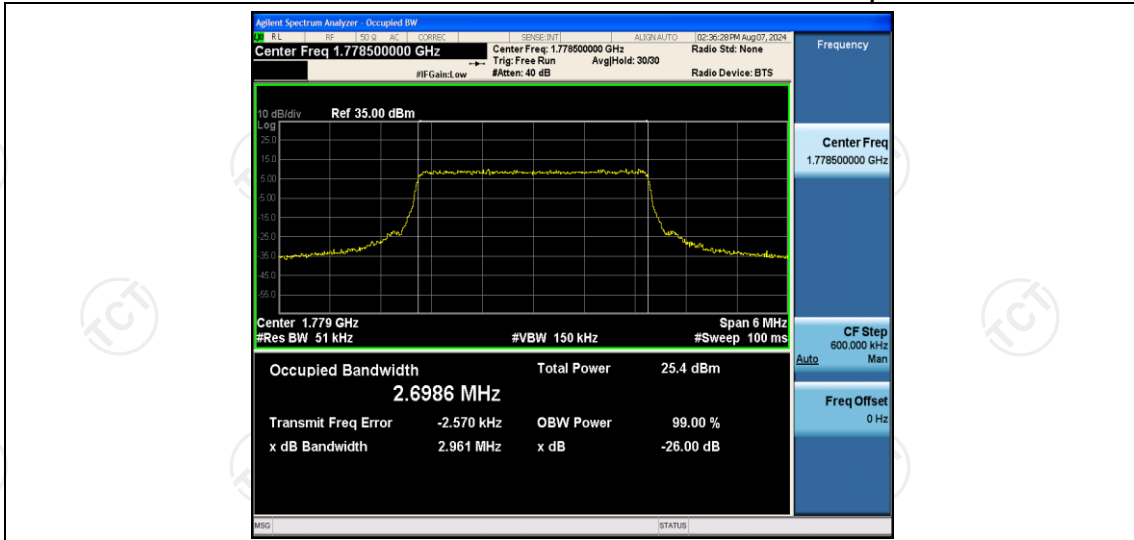 Agilent Spectrum Analyzer - Occupied BW
RL RF 50 Ω AC CORREC SENSE:INT ALIGNAUTO 02:36:28PM Aug07, 2024
Center Freq 1.778500000 GHz
Center Freq: 1.778500000 GHz Radio Std: None
Trig: Free Run Avg|Hold: 30/30
#IFGain:Low #Atten: 40 dB Radio Device: BTS
Frequency
10 dB/div Ref 35.00 dBm
Log
25.0
15.0
5.00
-5.00
-15.0
-25.0
-35.0
-45.0
-55.0
Center 1.779 GHz Span 6 MHz
#Res BW 51 kHz #VBW 150 kHz #Sweep 100 ms
Center Freq
1.778500000 GHz
CF Step
600.000 kHz
Auto Man
Freq Offset
0 Hz
Occupied Bandwidth Total Power 25.4 dBm
2.6986 MHz
Transmit Freq Error -2.570 kHz OBW Power 99.00 %
x dB Bandwidth 2.961 MHz x dB -26.00 dB
MSG STATUS
TCT
TCT